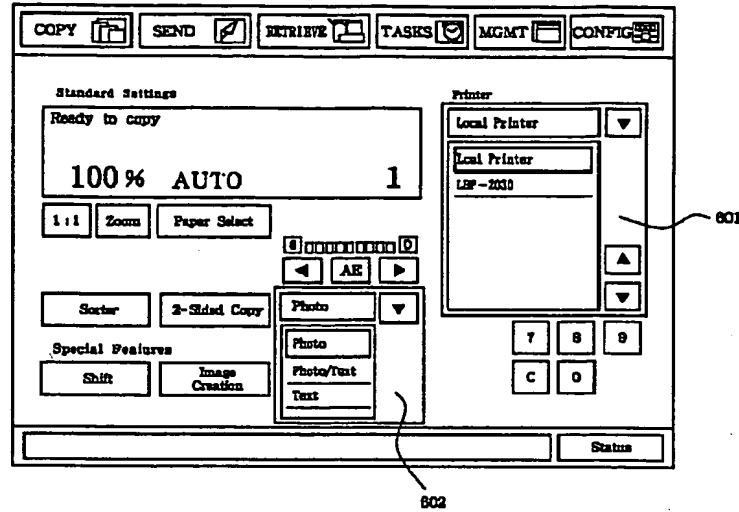 COPY SEND RETRIEVE TASKS MGMT CONFIG
Standard Settings
Ready to copy
100% AUTO 1
1:1 Zoom Paper Select
Printer
Local Printer
Lcal Printer
LBP-2030
601
AE
Sorter 2-Sided Copy
Photo
Photo
Photo/Text
Text
Special Features
Shift Image Creation
7 8 9
C 0
Status
602